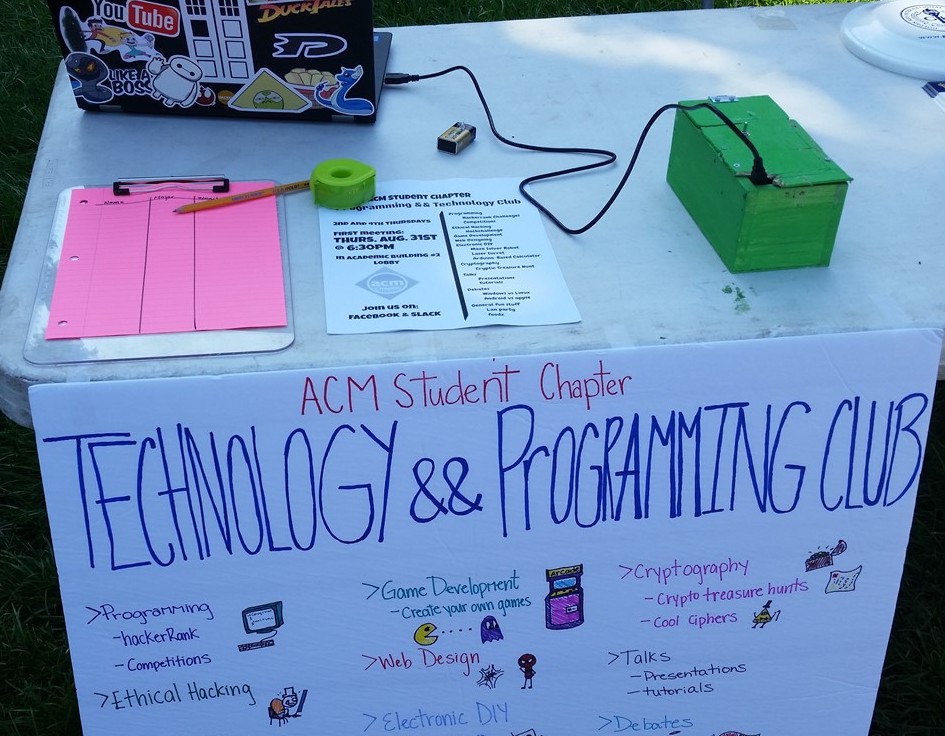 You Tube
DUCKTALES
LIKE A
BOSS
Name
ACM STUDENT CHAPTER
Programming && Technology Club
2ND AND 4TH THURSDAYS
FIRST MEETING:
THURS. AUG. 31ST
@ 6:30PM
IN ACADEMIC BUILDING #2
LOBBY
acm
JOIN US ON:
FACEBOOK & SLACK
Programming
Hackerrank Challenges
Competitions
Ethical Hacking
Hackchallenge
Game Development
Web Designing
Electronic DIY
Maze Solver Robot
Laser Turret
Arduino-Based Calculator
Cryptography
Cryptic Treasure Hunt
Talks
Presentations
Tutorials
Debates
Windows vs Linux
Android vs apple
General fun stuff
Lan party
Foods
ACM Student Chapter
TECHNOLOGY && PrOGRAMMING CLUB
>Programming
-hackerRank
-Competitions
>Ethical Hacking
>Game Development
-Create your own games
ARCADE
>Web Design
>Electronic DIY
>Cryptography
-Crypto treasure hunts
-Cool Ciphers
>Talks
-Presentations
-tutorials
>Debates